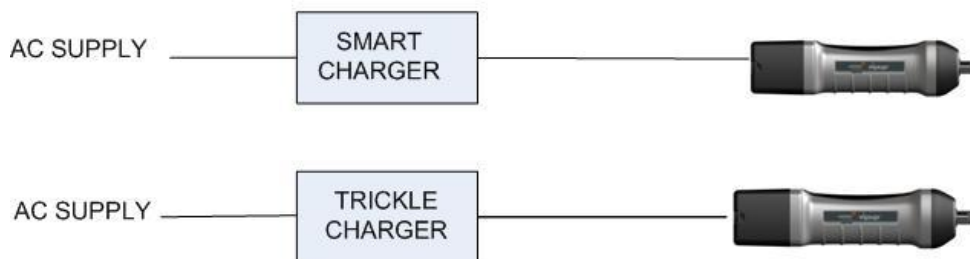 AC SUPPLY
SMART
CHARGER
AC SUPPLY
TRICKLE
CHARGER